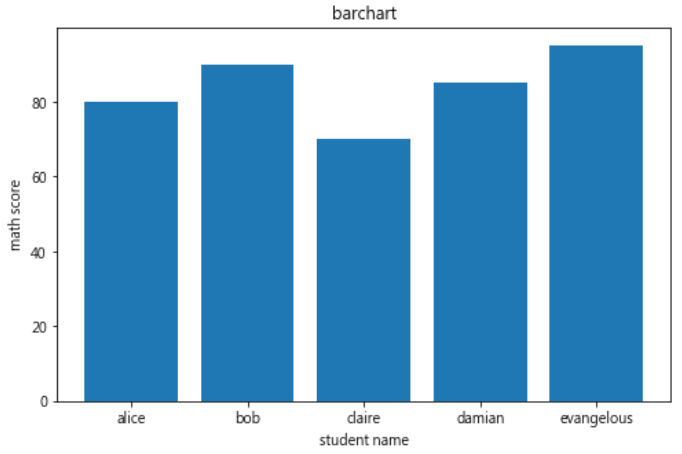 barchart
math score
80
60
40
20
0
alice bob claire damian evangelous
student name